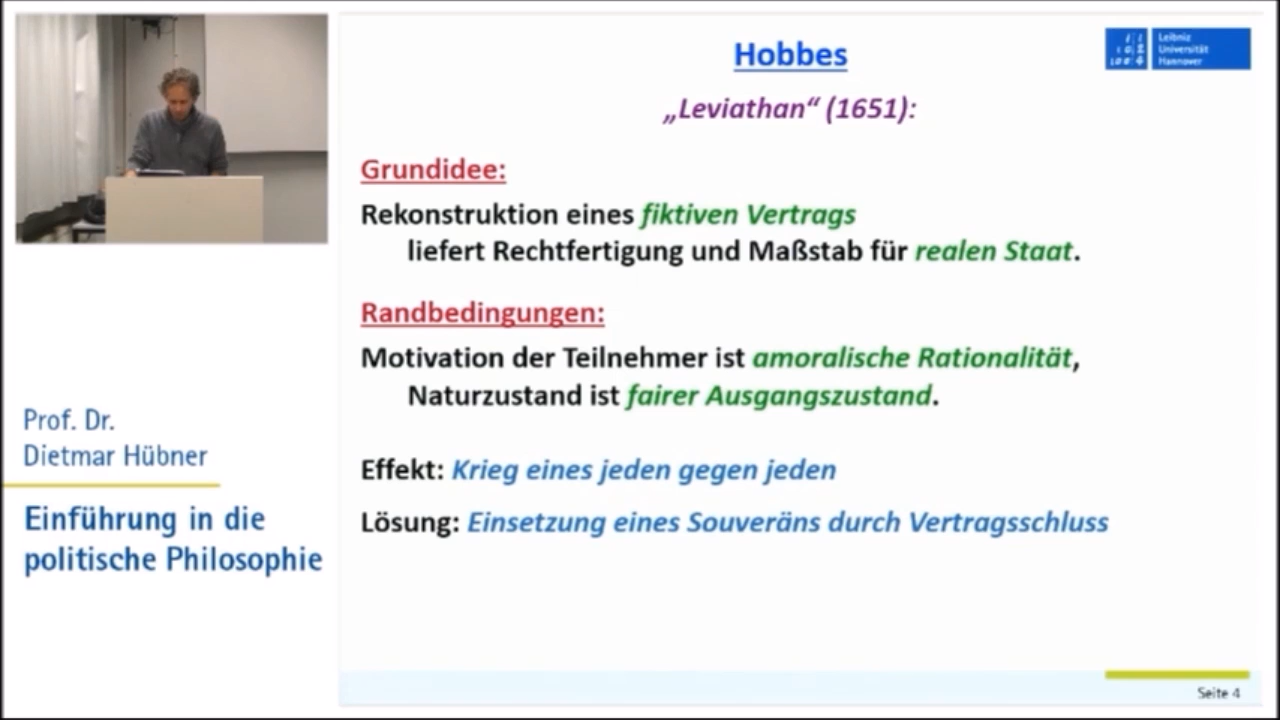 Hobbes
Leibniz
Universität
Hannover
„Leviathan“ (1651):
Grundidee:
Rekonstruktion eines fiktiven Vertrags
liefert Rechtfertigung und Maßstab für realen Staat.
Randbedingungen:
Motivation der Teilnehmer ist amoralische Rationalität,
Naturzustand ist fairer Ausgangszustand.
Effekt: Krieg eines jeden gegen jeden
Lösung: Einsetzung eines Souveräns durch Vertragsschluss
Prof. Dr.
Dietmar Hübner
Einführung in die
politische Philosophie
Seite 4